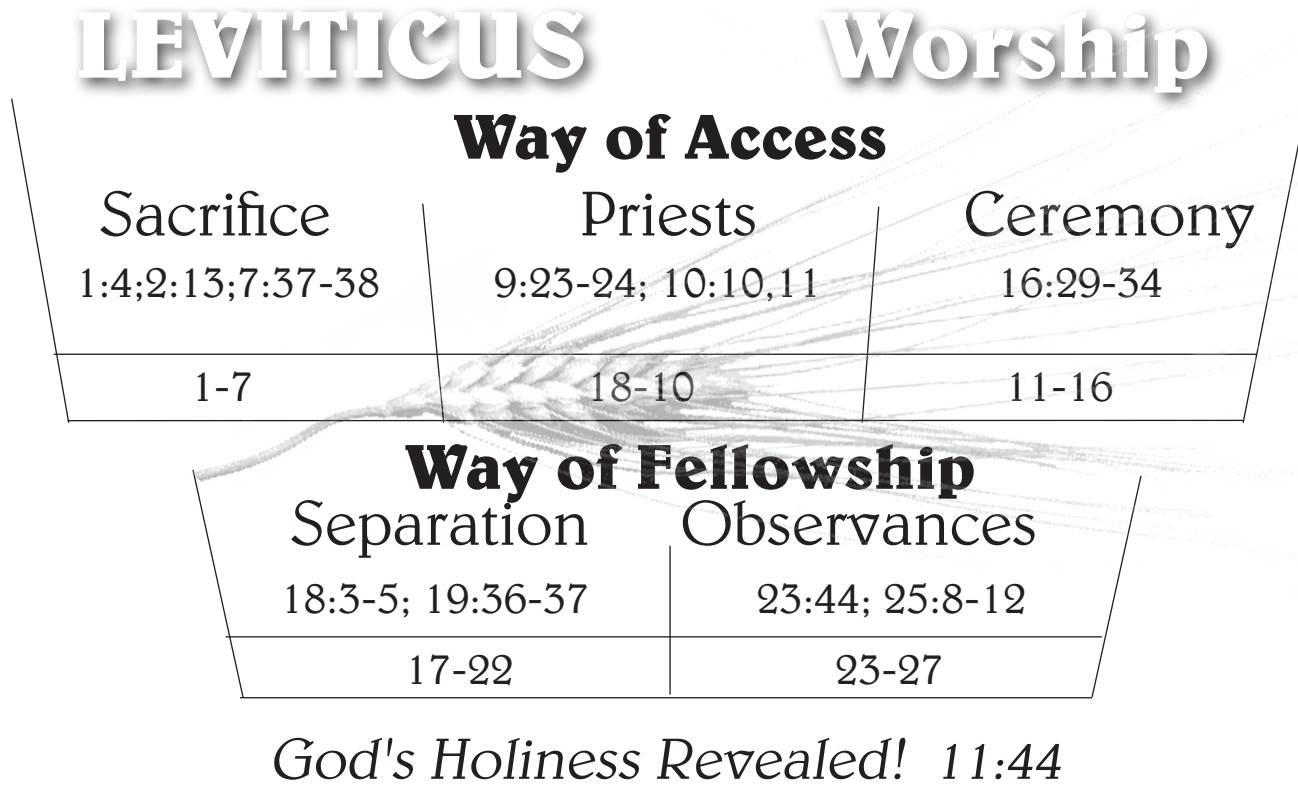 LEVITICUS Worship
Way of Access
Sacrifice Priests Ceremony
1:4;2:13;7:37-38 9:23-24; 10:10,11 16:29-34
1-7 18-10 11-16
Way of Fellowship
Separation Observances
18:3-5; 19:36-37 23:44; 25:8-12
17-22 23-27
God's Holiness Revealed! 11:44